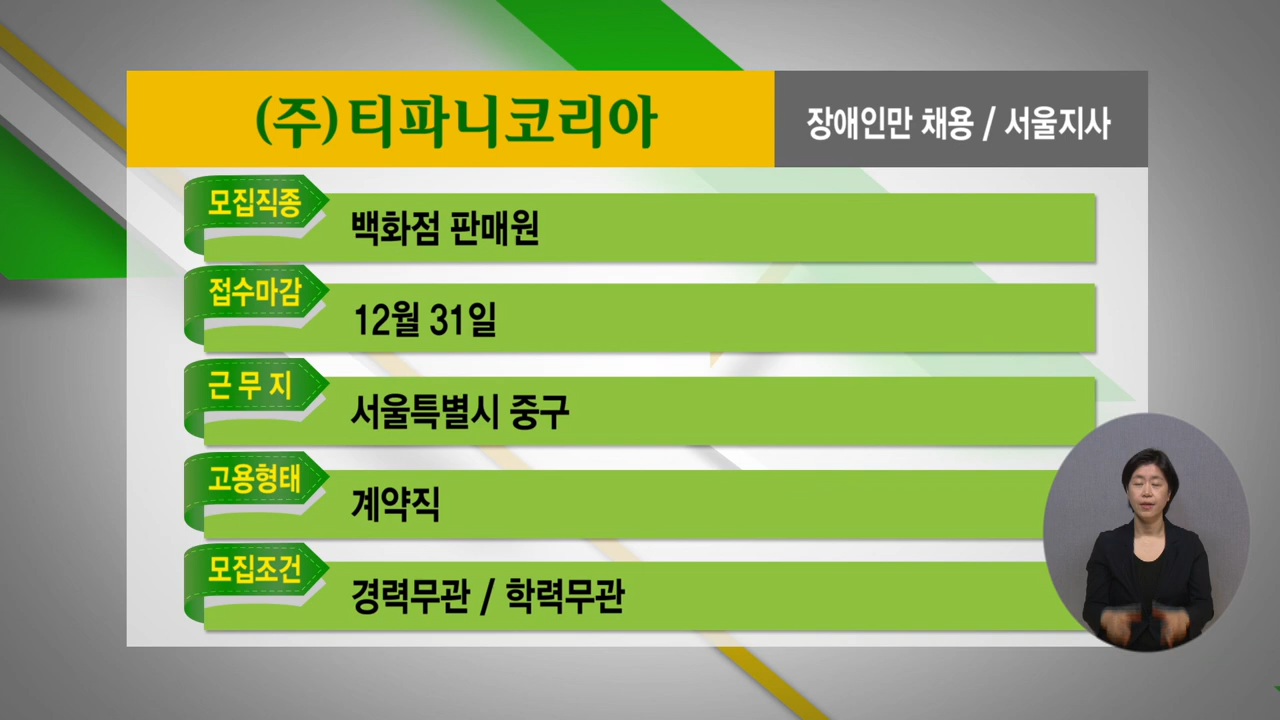 (주)티파니코리아
장애인만 채용 / 서울지사
모집직종
백화점 판매원
접수마감
12월 31일
근 무 지
서울특별시 중구
고용형태
계약직
모집조건
경력무관 / 학력무관